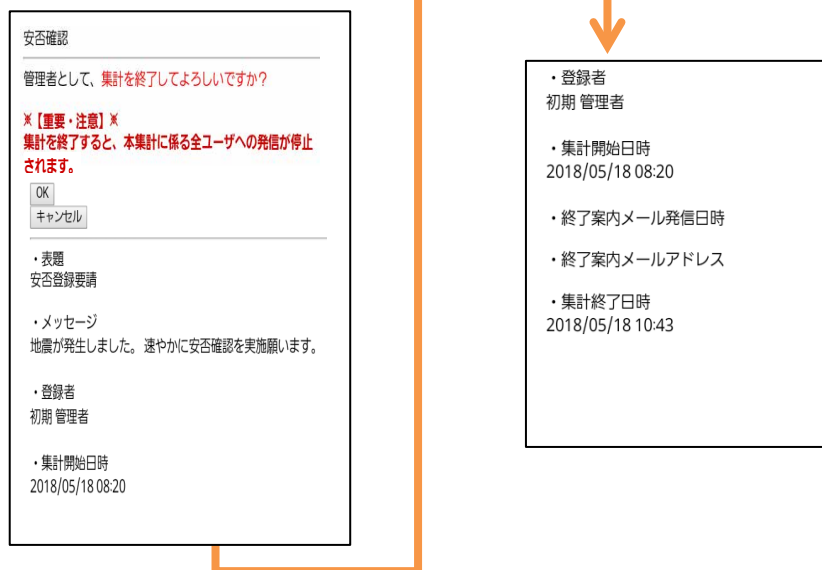 安否確認
管理者として、集計を終了してよろしいですか？
※【重要・注意】※
集計を終了すると、本集計に係る全ユーザへの発信が停止
されます。
OK
キャンセル
・表題
安否登録要請
・メッセージ
地震が発生しました。速やかに安否確認を実施願います。
・登録者
初期 管理者
・集計開始日時
2018/05/18 08:20
・登録者
初期 管理者
・集計開始日時
2018/05/18 08:20
・終了案内メール発信日時
・終了案内メールアドレス
・集計終了日時
2018/05/18 10:43